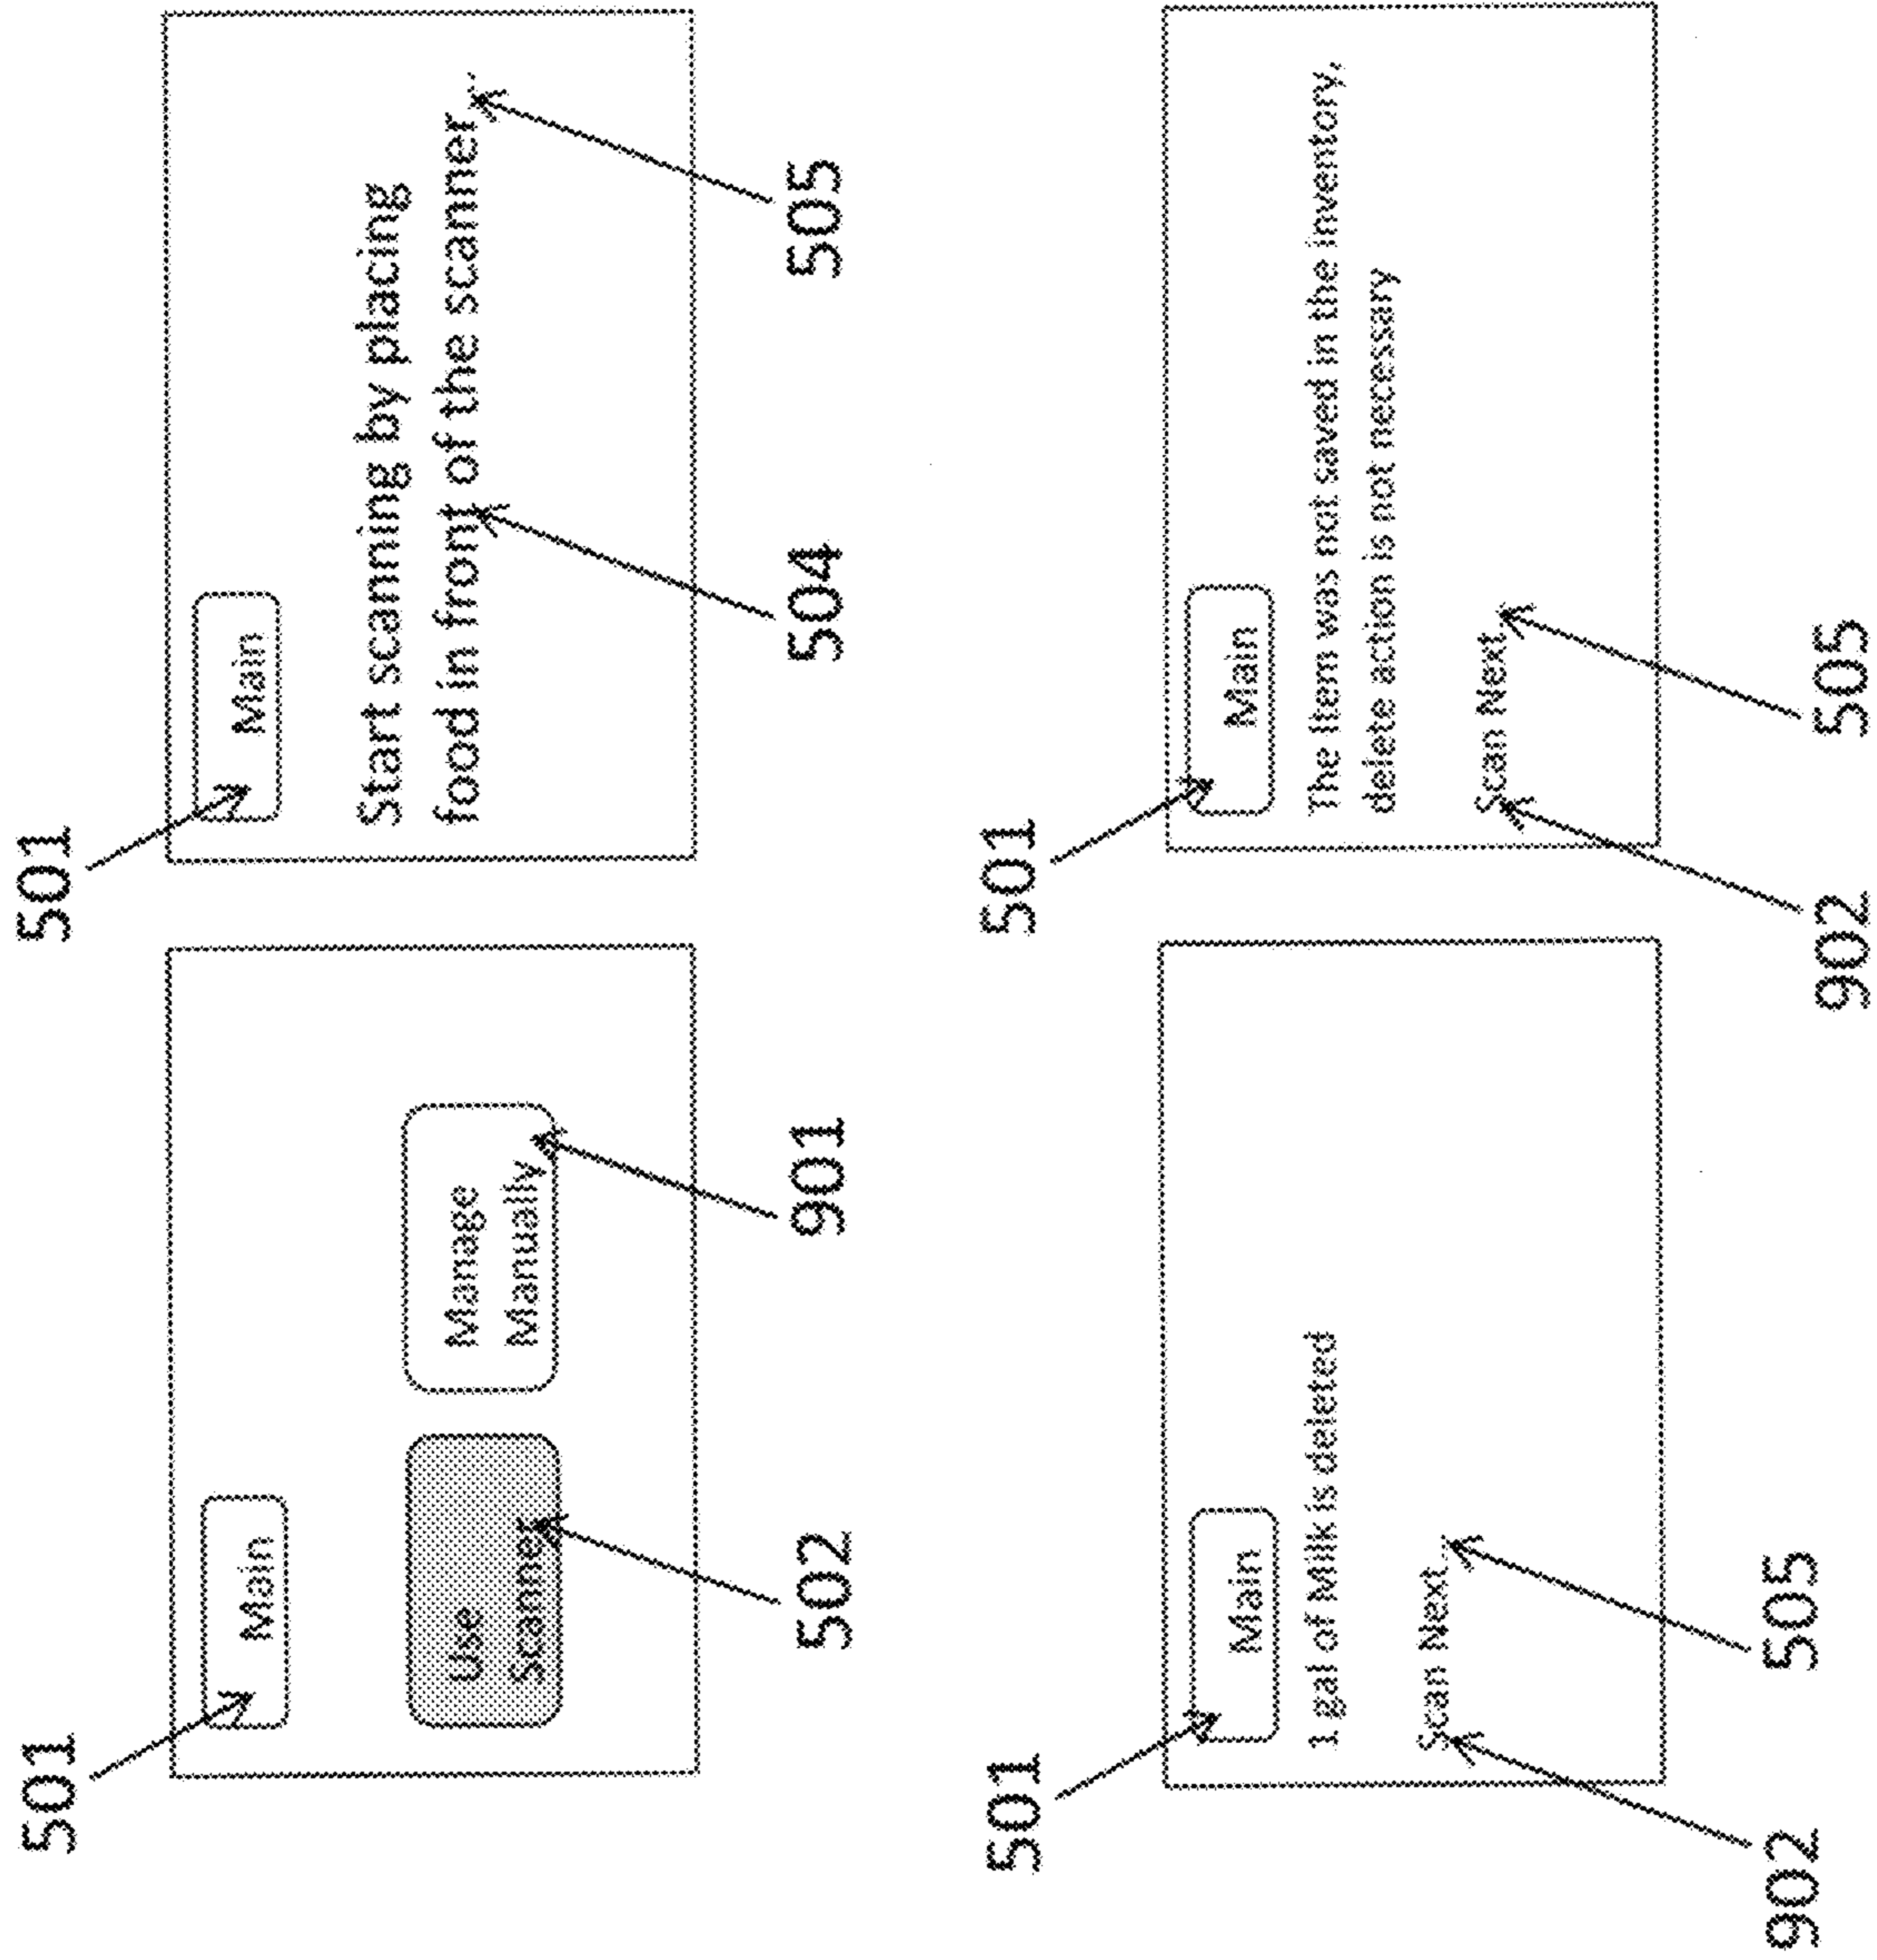 501
Main
Use
Scanner
Manage
Manually
502
901
501
Main
Start scanning by placing
food in front of the scanner
504
505
501
Main
1 gal of Milk is deleted
Scan Next
902
505
501
Main
The item was not saved in the inventory,
delete action is not necessary
Scan Next
902
505